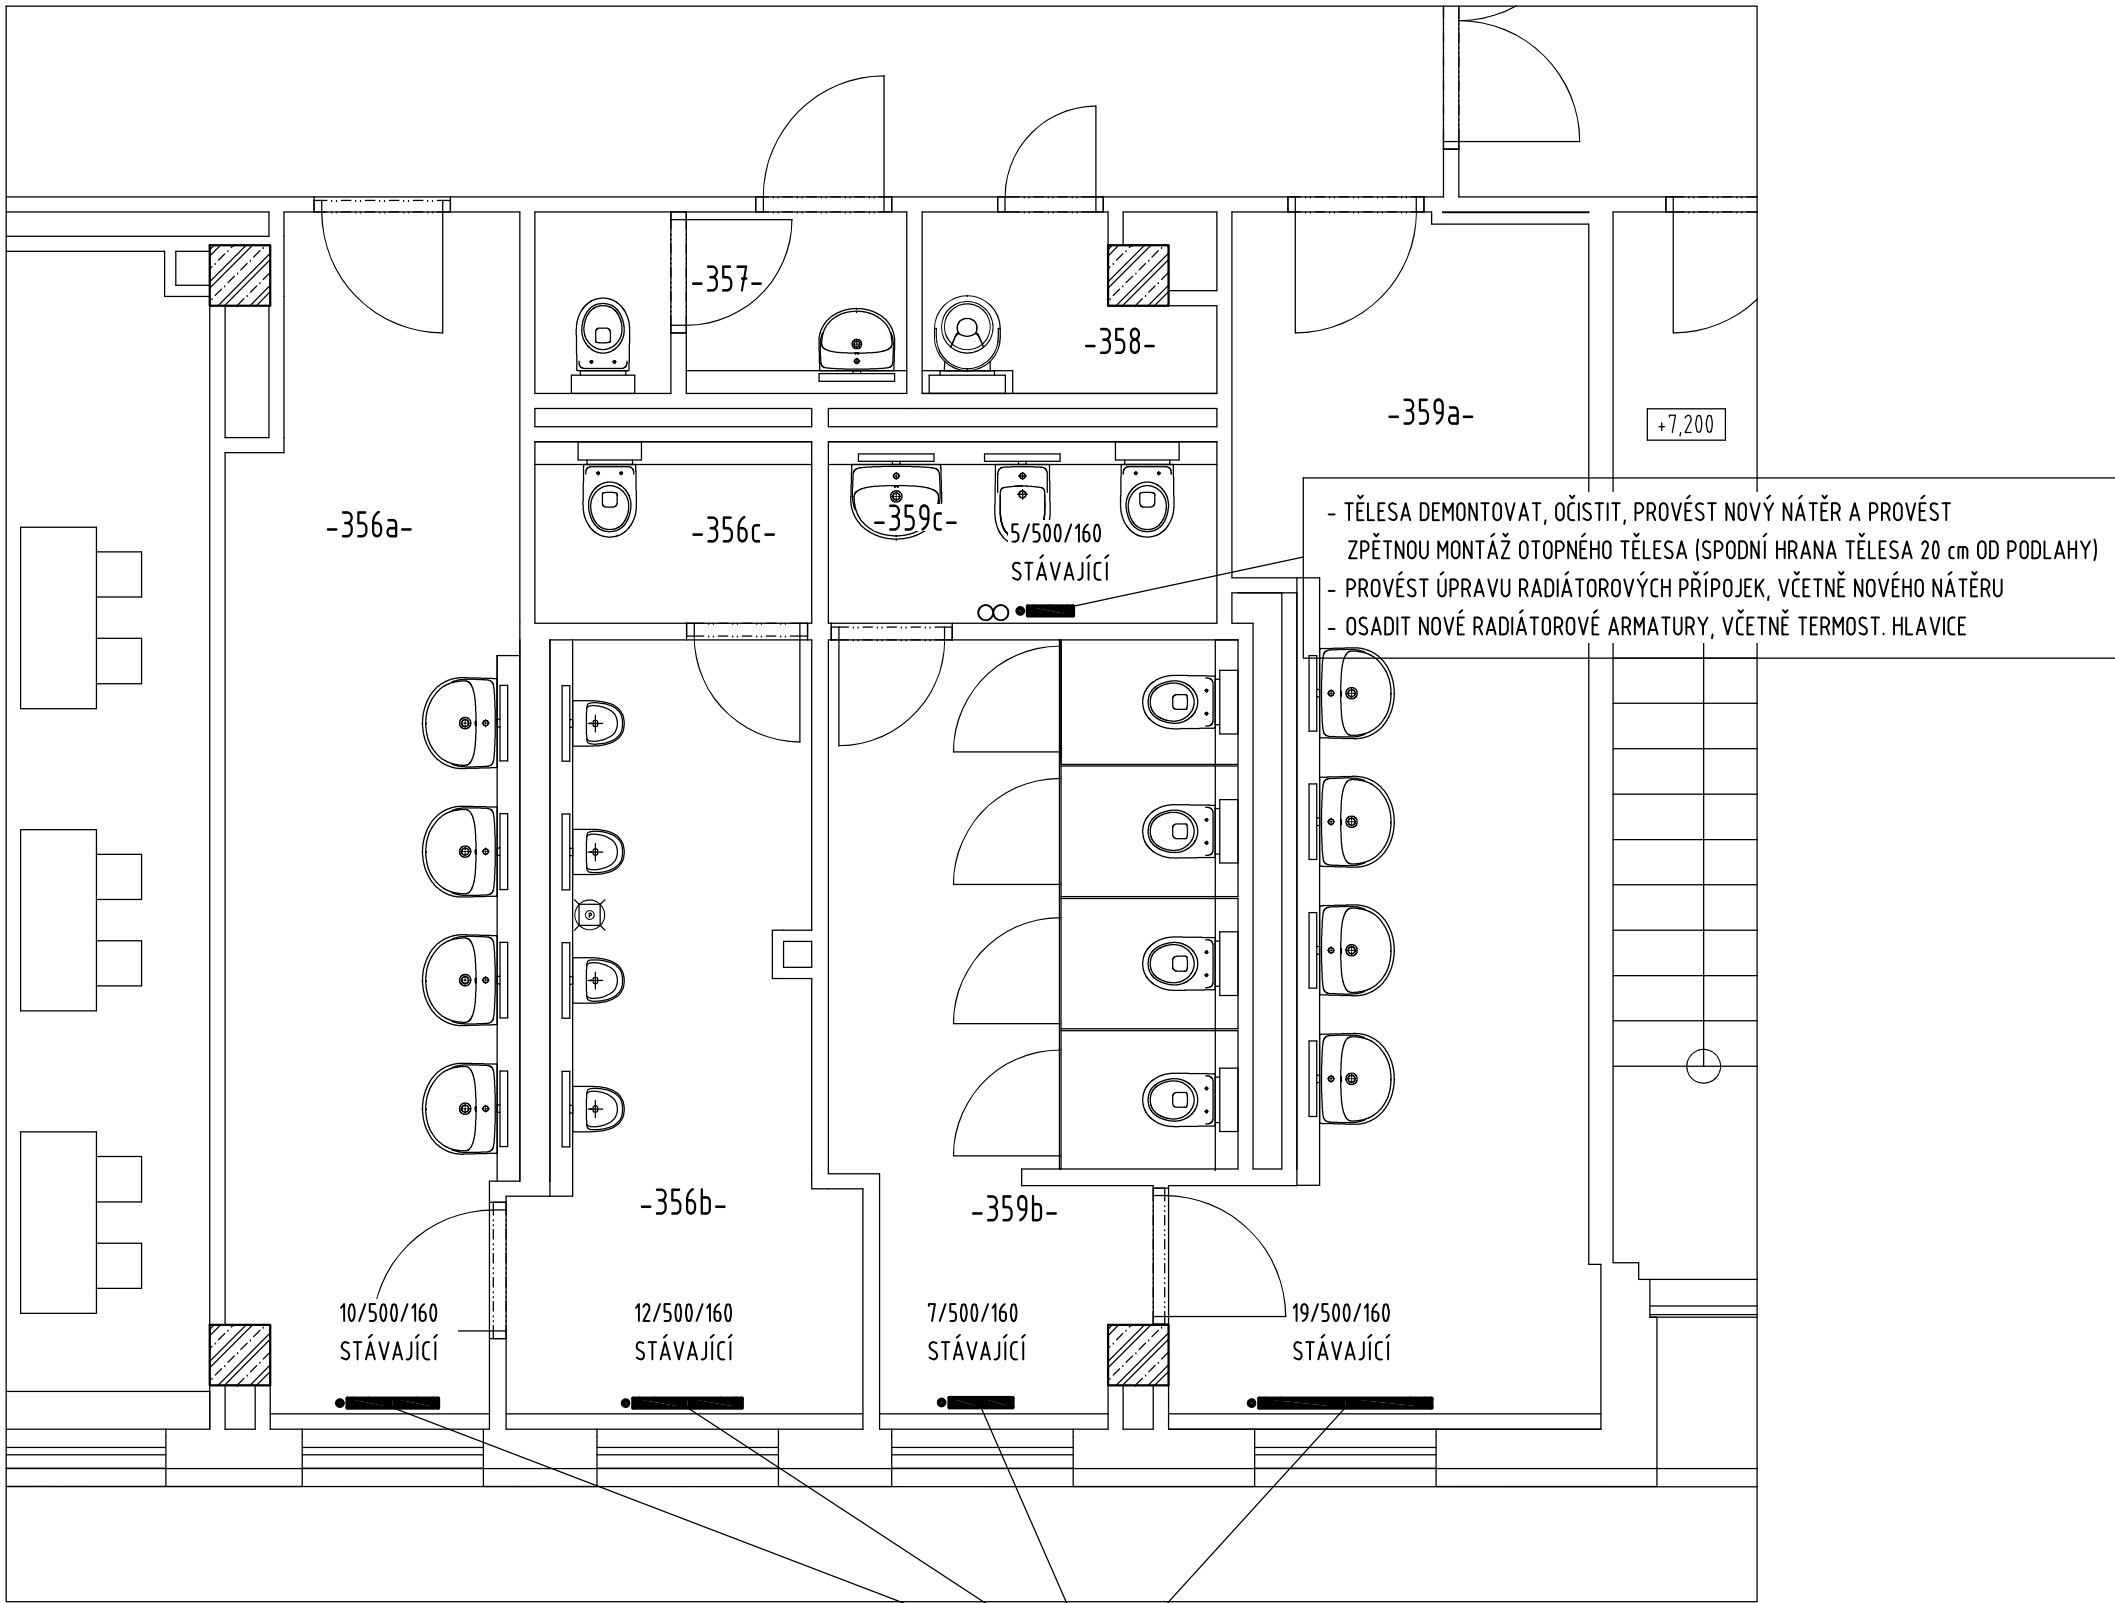 -357-
-358-
-359a-
+7,200
-356a-
-356c-
-359c-
5/500/160
STÁVAJÍCÍ
- TĚLESA DEMONTOVAT, OČISTIT, PROVÉST NOVÝ NÁTĚR A PROVÉST
ZPĚTNOU MONTÁŽ OTOPNÉHO TĚLESA (SPODNÍ HRANA TĚLESA 20 cm OD PODLAHY)
- PROVÉST ÚPRAVU RADIÁTOROVÝCH PŘÍPOJEK, VČETNĚ NOVÉHO NÁTĚRU
- OSADIT NOVÉ RADIÁTOROVÉ ARMATURY, VČETNĚ TERMOST. HLAVICE
-356b-
-359b-
10/500/160
STÁVAJÍCÍ
12/500/160
STÁVAJÍCÍ
7/500/160
STÁVAJÍCÍ
19/500/160
STÁVAJÍCÍ